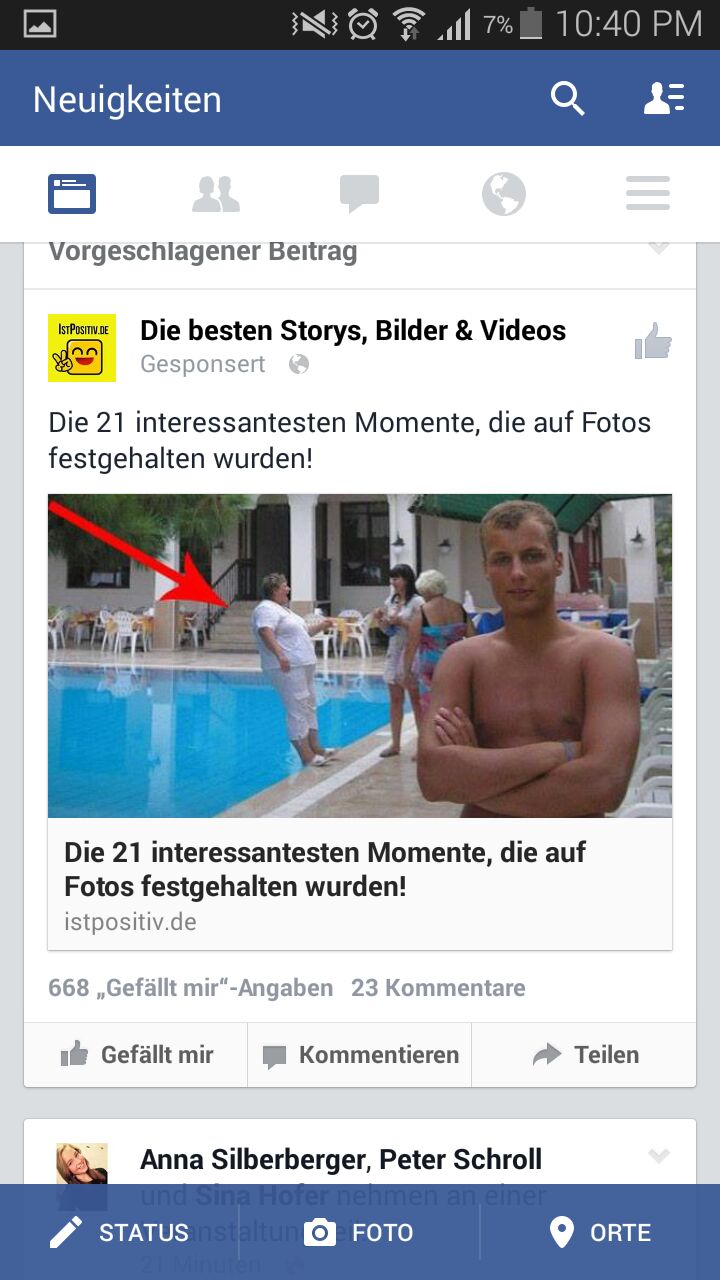 7% 10:40 PM
Neuigkeiten
Vorgeschlagener Beitrag
ISTPOSITIV.DE
Die besten Storys, Bilder & Videos
Gesponsert
Die 21 interessantesten Momente, die auf Fotos
festgehalten wurden!
Die 21 interessantesten Momente, die auf
Fotos festgehalten wurden!
istpositiv.de
668 „Gefällt mir“-Angaben 23 Kommentare
Gefällt mir Kommentieren Teilen
Anna Silberberger, Peter Schroll
und Sina Hofer nehmen an einer
21 Minuten
STATUS FOTO ORTE